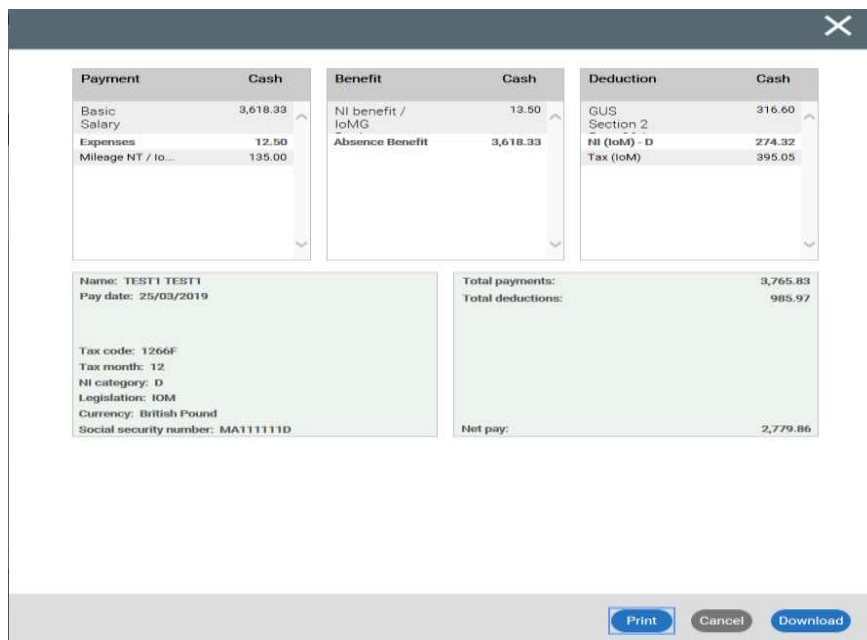 Payment Cash
Basic 3,618.33
Salary
Expenses 12.50
Mileage NT / Io... 135.00
Benefit Cash
NI benefit / 13.50
IoMG
Absence Benefit 3,618.33
Deduction Cash
GUS 316.60
Section 2
NI (IoM) - D 274.32
Tax (IoM) 395.05
Name: TEST1 TEST1
Pay date: 25/03/2019
Tax code: 1266F
Tax month: 12
NI category: D
Legislation: IOM
Currency: British Pound
Social security number: MA111111D
Total payments: 3,765.83
Total deductions: 985.97
Net pay: 2,779.86
Print Cancel Download